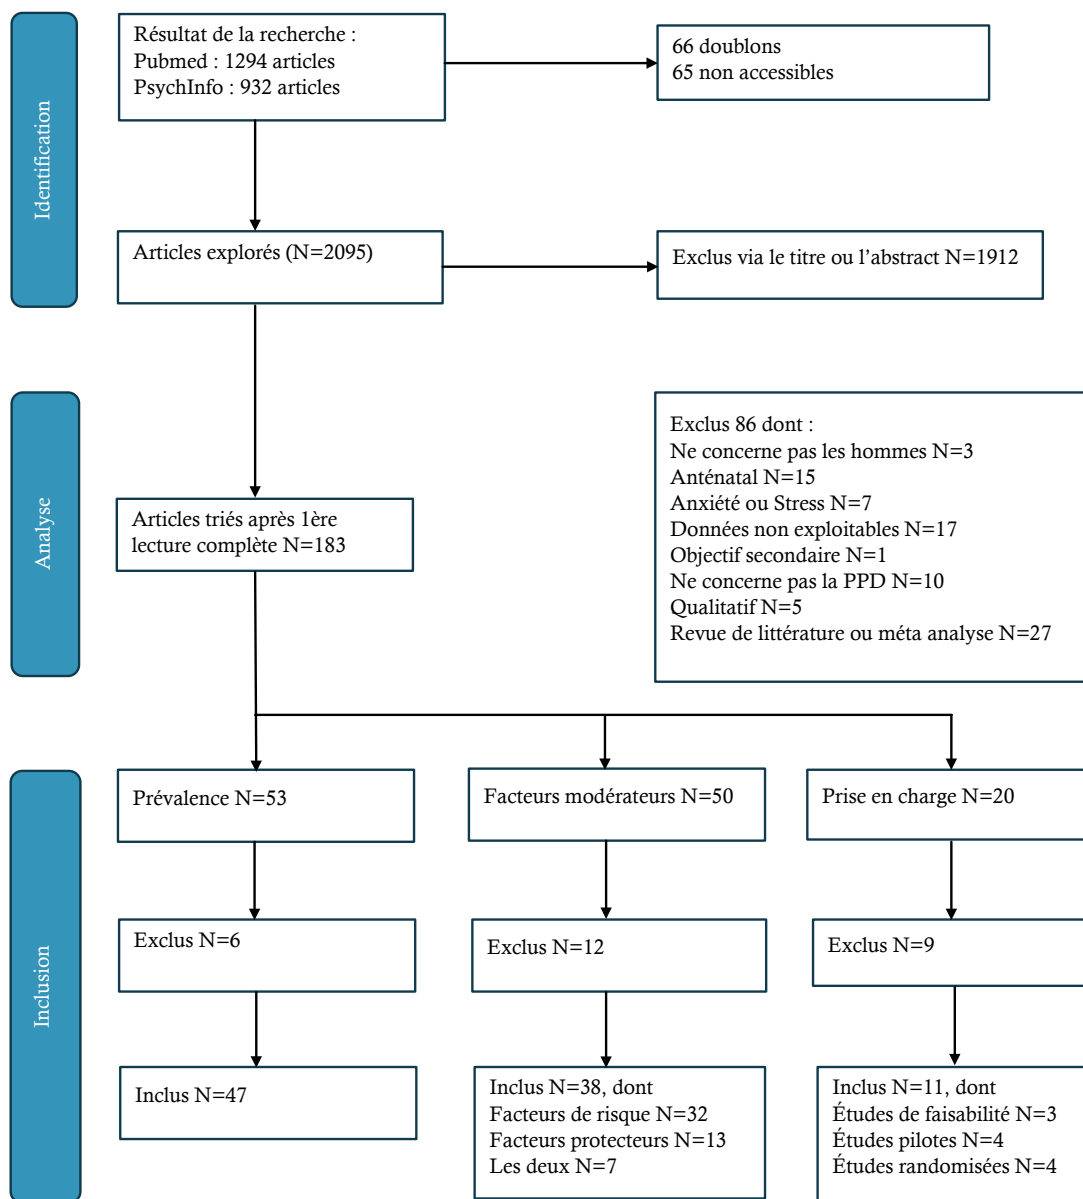 Identification
Résultat de la recherche :
Pubmed : 1294 articles
PsychInfo : 932 articles
66 doublons
65 non accessibles
Articles explorés (N=2095)
Exclus via le titre ou l'abstract N=1912
Analyse
Articles triés après 1ère
lecture complète N=183
Exclus 86 dont :
Ne concerne pas les hommes N=3
Anténatal N=15
Anxiété ou Stress N=7
Données non exploitables N=17
Objectif secondaire N=1
Ne concerne pas la PPD N=10
Qualitatif N=5
Revue de littérature ou méta analyse N=27
Inclusion
Prévalence N=53
Facteurs modérateurs N=50
Prise en charge N=20
Exclus N=6
Exclus N=12
Exclus N=9
Inclus N=47
Inclus N=38, dont
Facteurs de risque N=32
Facteurs protecteurs N=13
Les deux N=7
Inclus N=11, dont
Études de faisabilité N=3
Études pilotes N=4
Études randomisées N=4